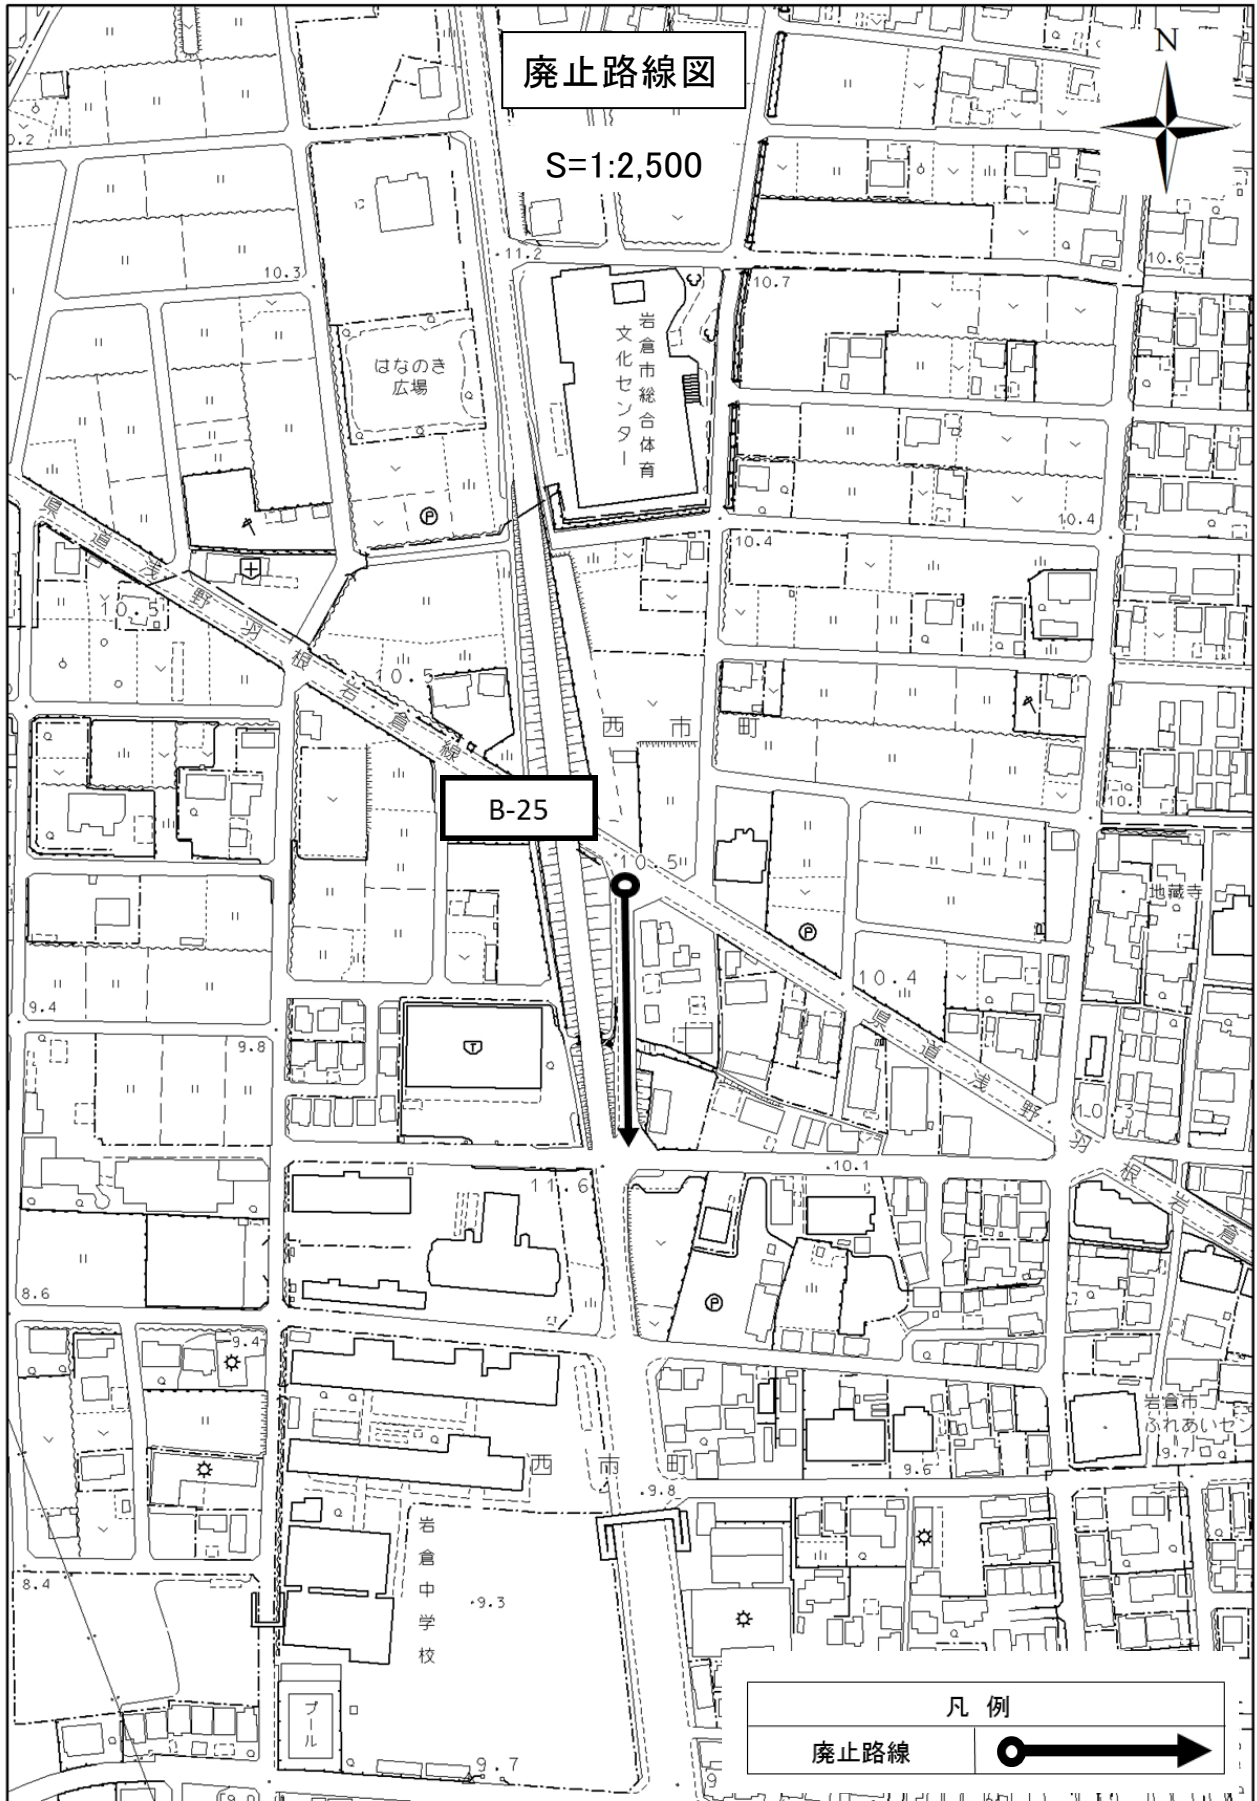 廃止路線図
N
S=1:2,500
0.2
11.2
10.3
10.6
10.7
はなのき
広場
岩倉市総合体育
文化センター
P
10.4
10.4
県道浅野羽根岩倉線
10.5
10.5
西市町
B-25
10.
10.5
地蔵寺
P
10.4
9.4
9.8
T
県道浅野羽根岩倉
10.3
10.1
11.6
8.6
P
9.4
岩倉市
ふれあいセン
9.7
西市町
9.6
9.8
岩倉中学校
8.4
9.3
プール
9.7
9
凡例
廃止路線